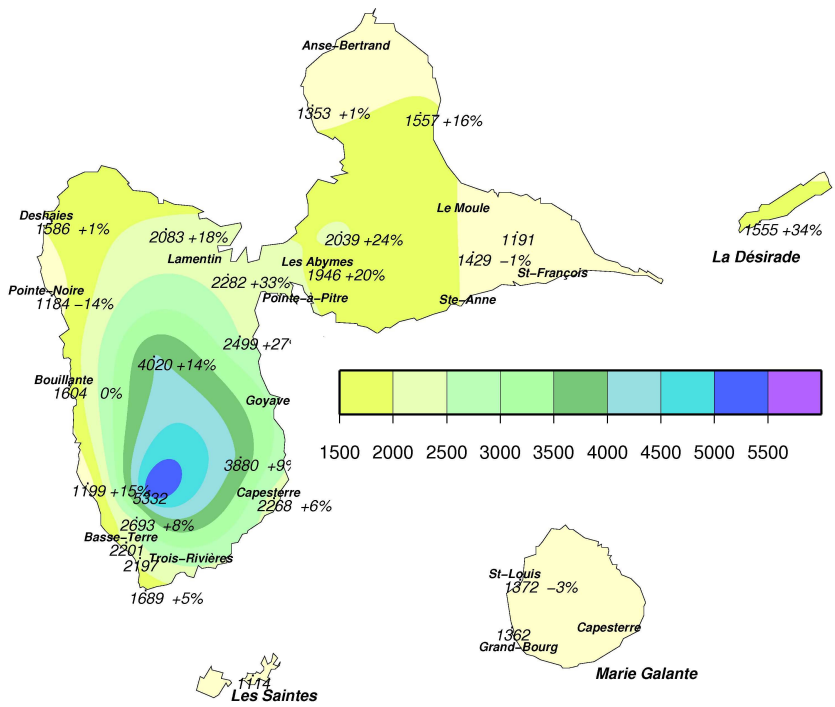 Anse−Bertrand
1353 +1%
1557 +16%
Le Moule
Deshaies
1586 +1%
2083 +18%
2039 +24%
1191
1555 +34%
La Désirade
Lamentin
Les Abymes
1429 −1%
1946 +20%
St−François
2282 +33%
Pointe−Noire
1184 −14%
Pointe−à−Pitre
Ste−Anne
2499 +27
4020 +14%
Bouillante
1604 0%
Goyave
1500 2000 2500 3000 3500 4000 4500 5000 5500
3880 +9%
1199 +15%
5332
Capesterre
2268 +6%
2693 +8%
Basse−Terre
2201
2197
Trois−Rivières
1689 +5%
St−Louis
1372 −3%
Capesterre
1362
Grand−Bourg
Marie Galante
1114
Les Saintes